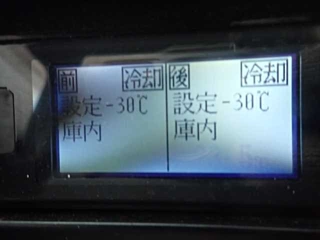 前 冷却 後 冷却
設定-30℃ 設定-30℃
庫内 庫内